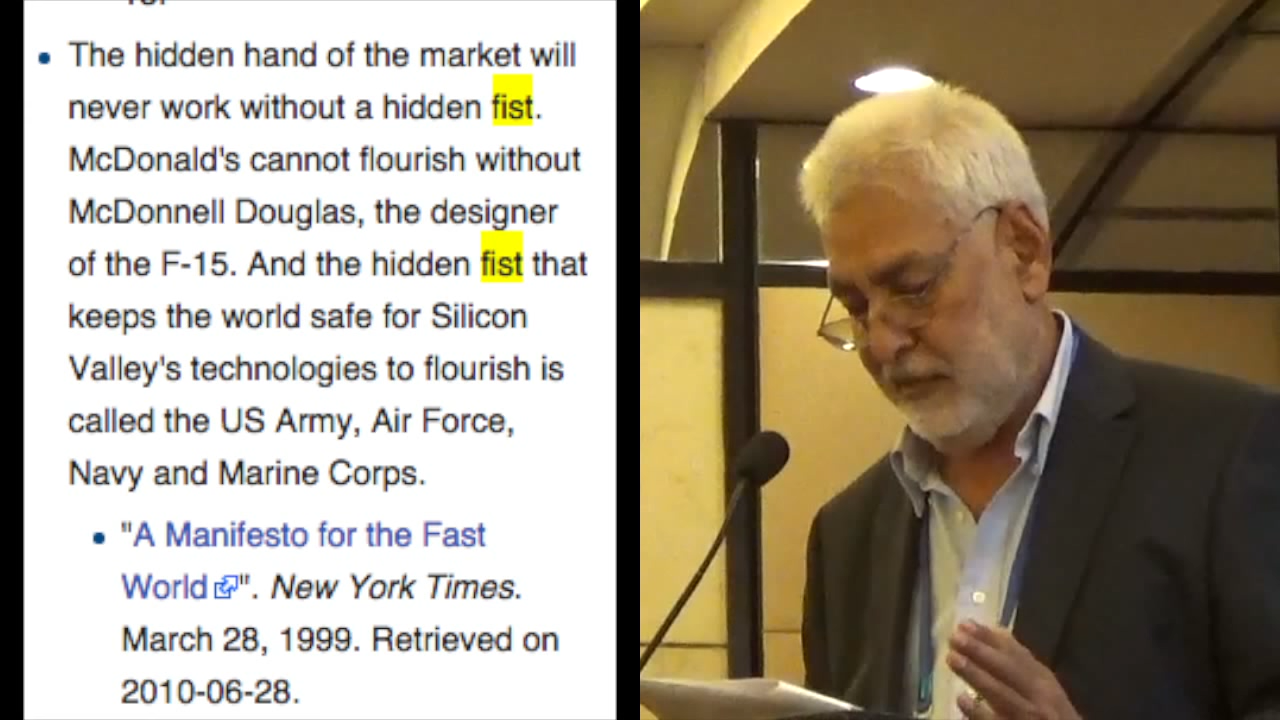 The hidden hand of the market will
never work without a hidden fist.
McDonald's cannot flourish without
McDonnell Douglas, the designer
of the F-15. And the hidden fist that
keeps the world safe for Silicon
Valley's technologies to flourish is
called the US Army, Air Force,
Navy and Marine Corps.
"A Manifesto for the Fast
World". New York Times.
March 28, 1999. Retrieved on
2010-06-28.